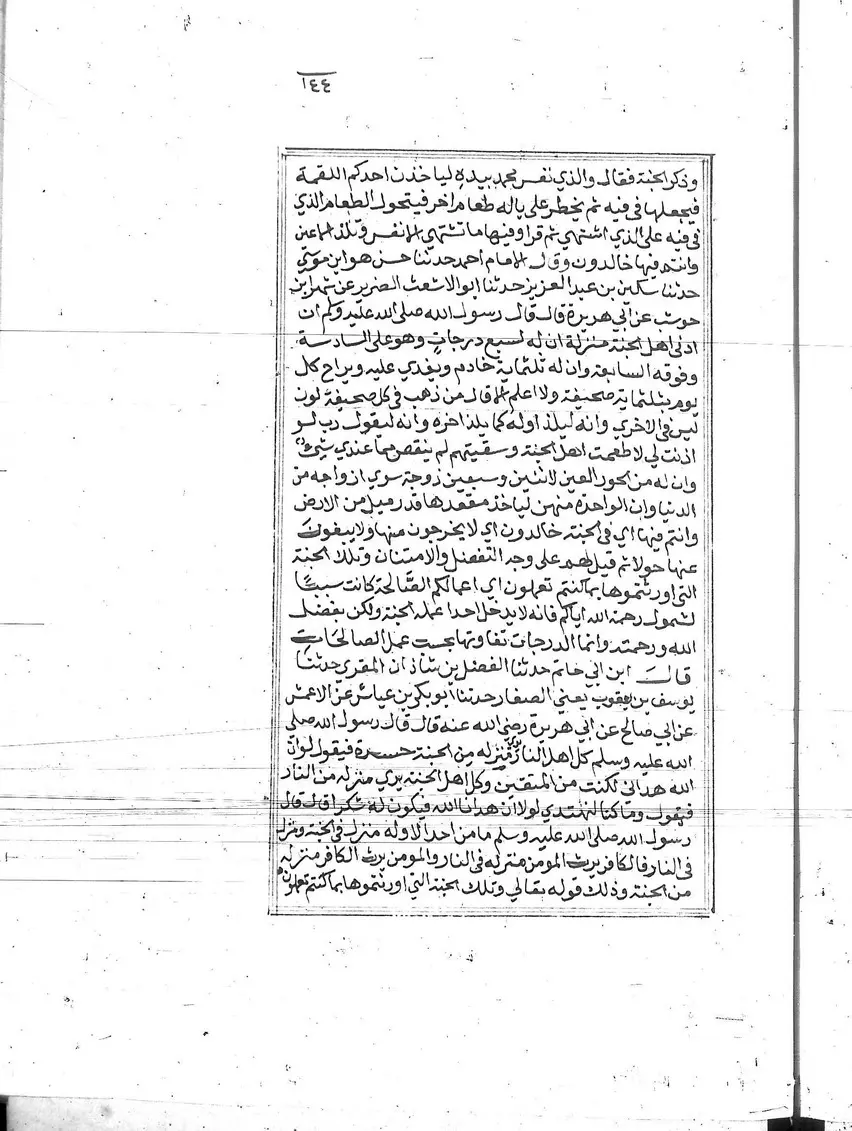 ١٤٤
وذكر الجنة فقال والذي نفس محمد بيده لياخذن احدكم اللقمة
فيجعلها في فيه ثم يخطر على باله طعام اخر فيتحول الطعام الذي
في فيه على الذي اشتهي ثم قرا وفيها ما تشتهي الانفس وتلذ الاعين
وانتم فيها خالدون وقال الامام احمد حدثنا حسن هو ابن موسي
حدثنا سكين بن عبد العزيز حدثنا ابو الاشعث الضرير عن شهر ابن
حوشب عن ابي هريرة قال قال رسول الله صلى الله عليه وسلم ان
ادنى اهل الجنة منزلة ان له لسبع درجات وهو على السادسة
وفوقه السابعة وان له ثلثماية خادم ويغدي عليه ويراح كل
يوم بثلثماية صحيفة ولا اعلم الا قال من ذهب في كل صحيفة لون
ليس في الاخري وانه ليلذ اوله كما يلذ اخره وانه ليقول رب لو
اذنت لي لاطعمت اهل الجنة وسقيتهم لم ينقص مما عندي شيء
وان له من الحور العين لاثنتين وسبعين زوجة سوي ازواجه من
الدنيا وان الواحدة منهن لياخذ مقعدها قدر ميل من الارض
وانتم فيها اي في الجنة خالدون اي لا يخرجون منها ولا يبغون
عنها حولا ثم قيل لهم على وجه التفضل والامتنان وتلك الجنة
التي اورثتموها بما كنتم تعملون اي اعمالكم الصالحة كانت سببا
لشمول رحمة الله اياكم فانه لا يدخل احدا عمله الجنة ولكن بفضل
الله ورحمته وانما الدرجات تفاوتها بحسب عمل الصالحات
قال ابن ابي حاتم حدثنا الفضل بن شاذان المقري حدثنا
يوسف بن يعقوب يعني الصفار حدثنا ابو بكر بن عياش عن الاعمش
عن ابي صالح عن ابي هريرة رضي الله عنه قال قال رسول الله صلى
الله عليه وسلم كل اهل النار يري منزله من الجنة حسرة فيقول لو ان
الله هداني لكنت من المتقين وكل اهل الجنة يري منزله من النار
فيقول وما كنا لنهتدي لولا ان هدانا الله فيكون له شكرا قال قال
رسول الله صلى الله عليه وسلم ما من احد الا وله منزل في الجنة ومنزل
في النار فالكافر يرث المومن منزله في النار والمومن يرث الكافر منزله
من الجنة وذلك قوله تعالي وتلك الجنة التي اورثتموها بما كنتم تعملون